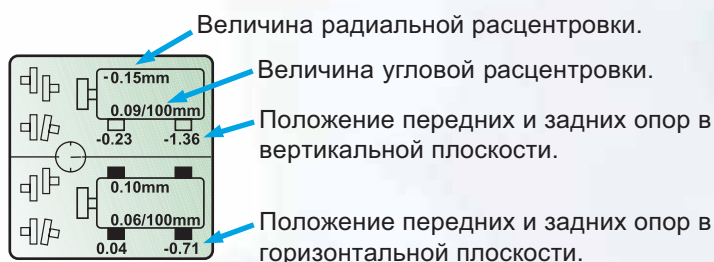 Величина радиальной расцентровки.
-0.15mm
Величина угловой расцентровки.
0.09/100mm
-0.23 -1.36
Положение передних и задних опор в
вертикальной плоскости.
0.10mm
0.06/100mm
0.04 -0.71
Положение передних и задних опор в
горизонтальной плоскости.